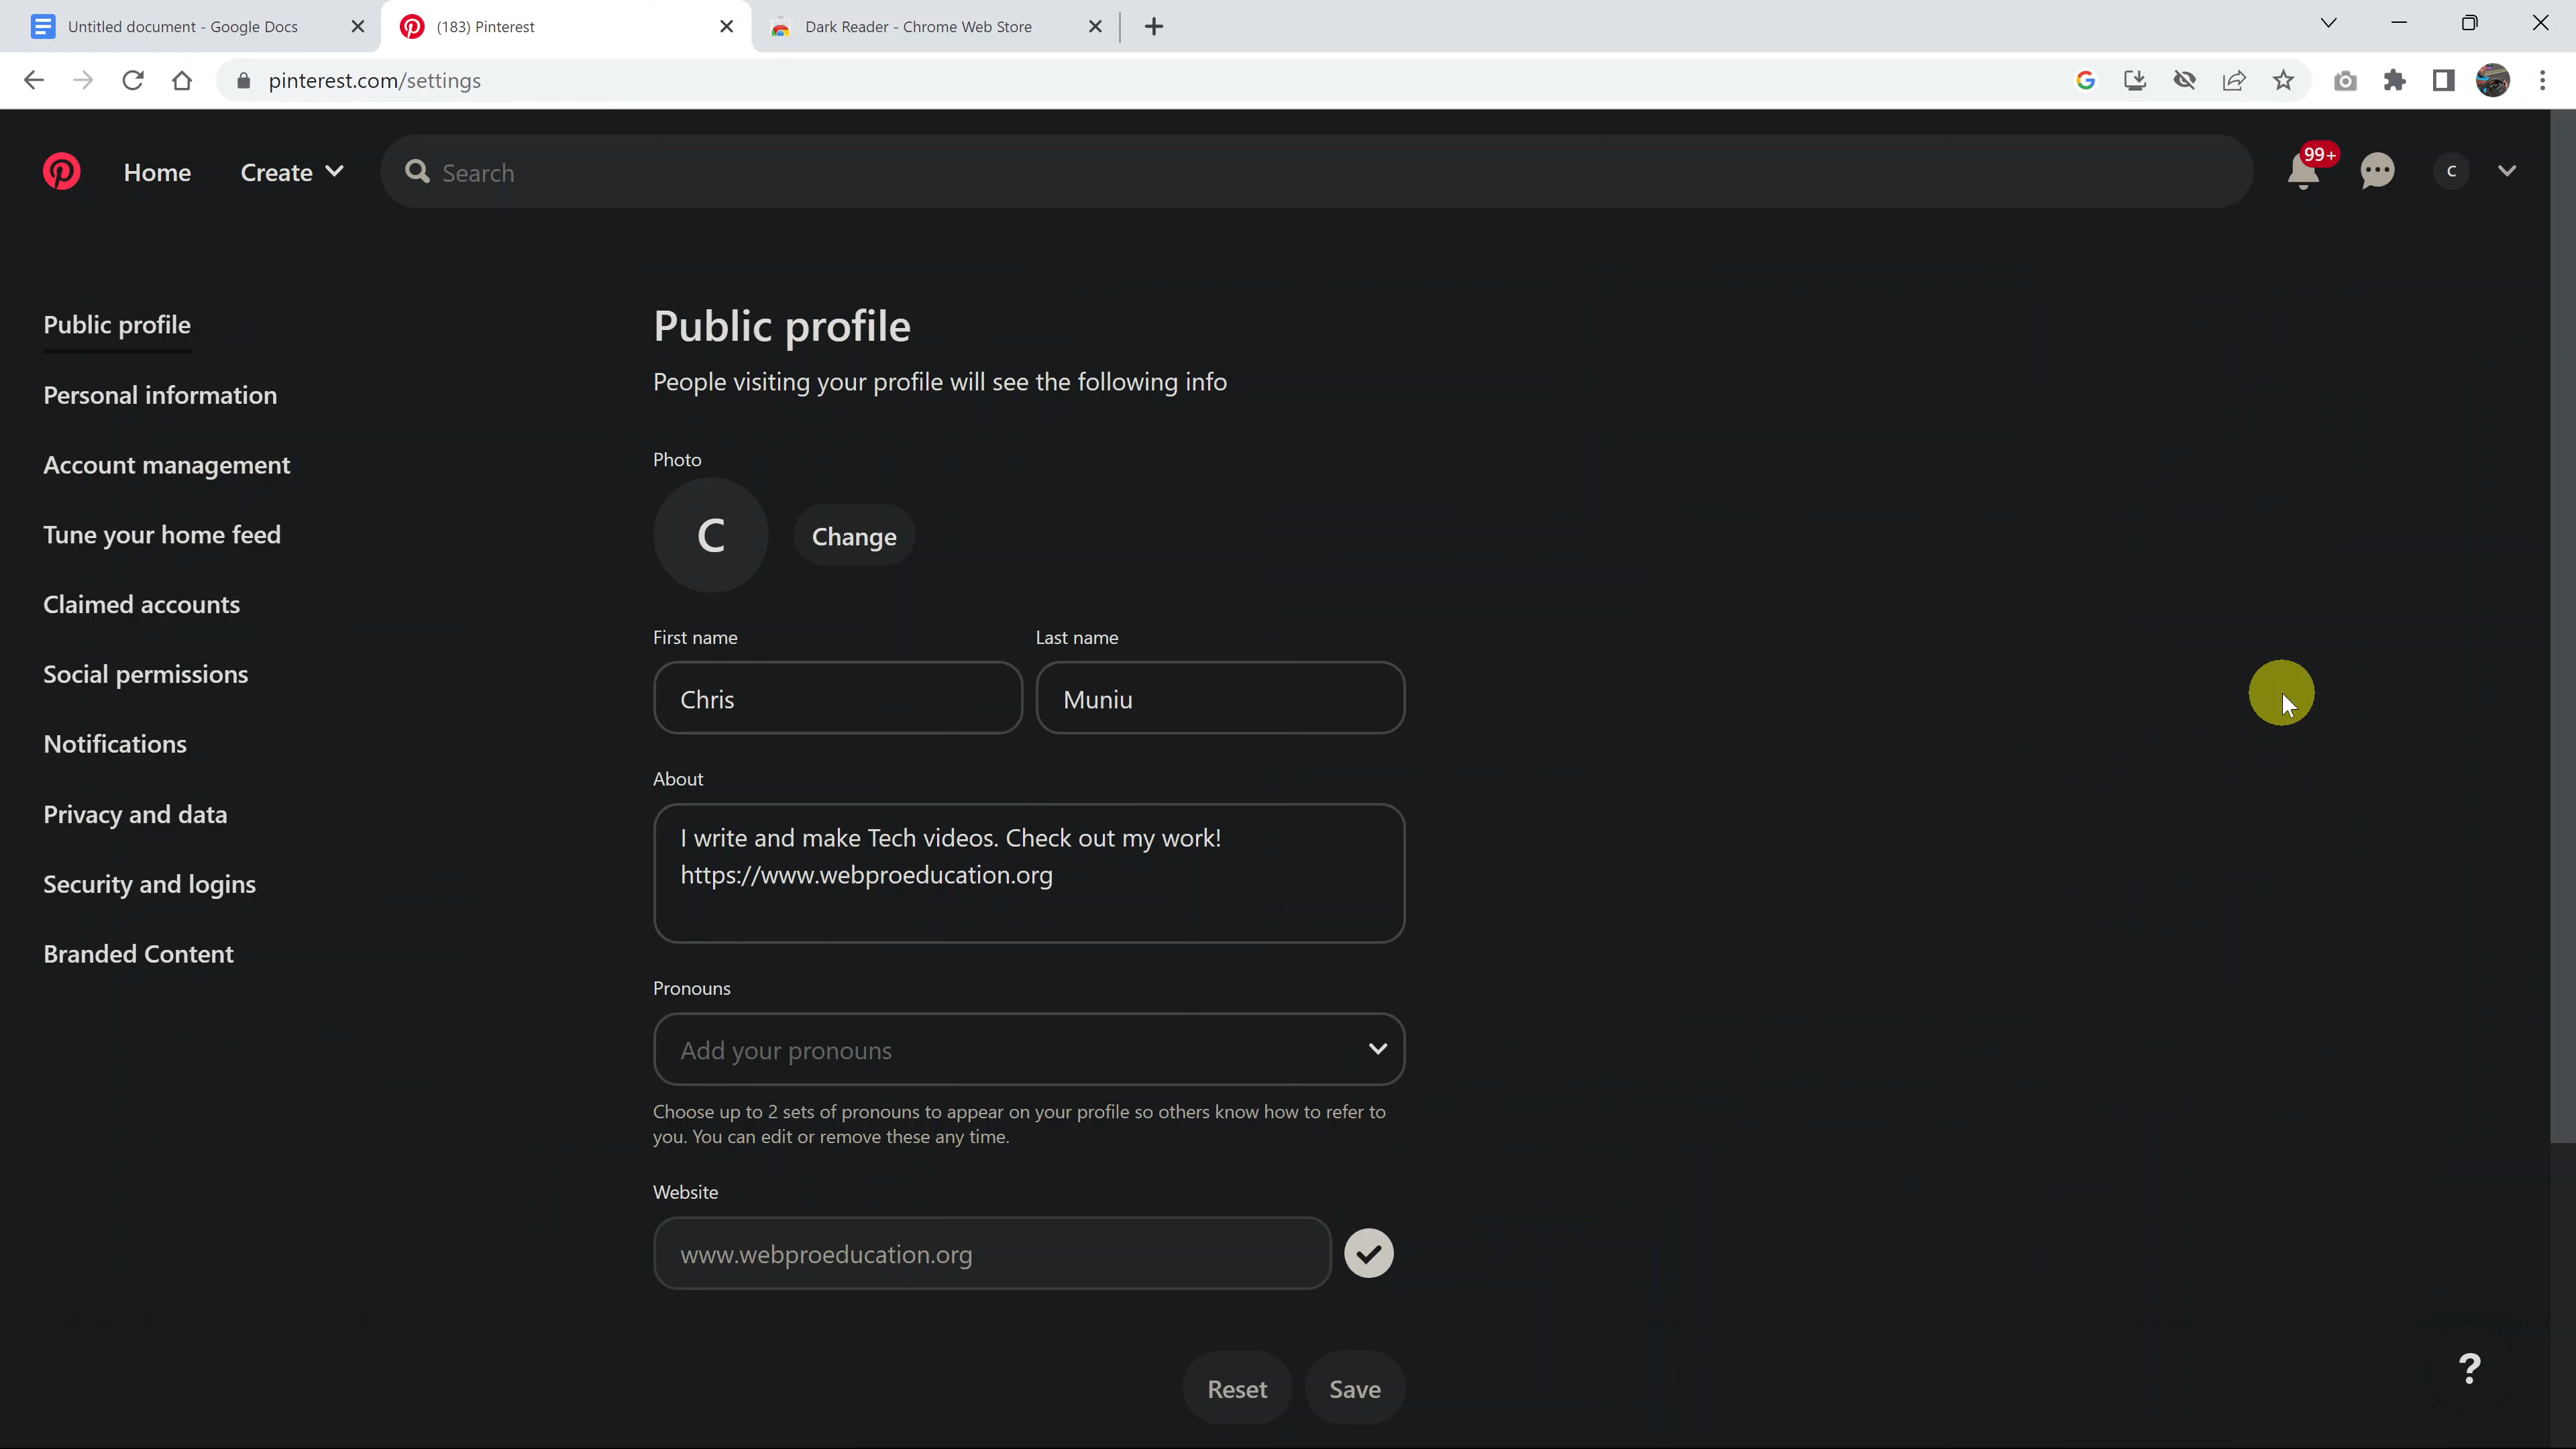 Untitled document - Google Docs
(183) Pinterest
Dark Reader - Chrome Web Store
pinterest.com/settings
Home
Create
Search
99+
C
Public profile
Personal information
Account management
Tune your home feed
Claimed accounts
Social permissions
Notifications
Privacy and data
Security and logins
Branded Content
Public profile
People visiting your profile will see the following info
Photo
C
Change
First name
Last name
Chris
Muniu
About
I write and make Tech videos. Check out my work!
https://www.webproeducation.org
Pronouns
Add your pronouns
Choose up to 2 sets of pronouns to appear on your profile so others know how to refer to
you. You can edit or remove these any time.
Website
www.webproeducation.org
Reset
Save
?